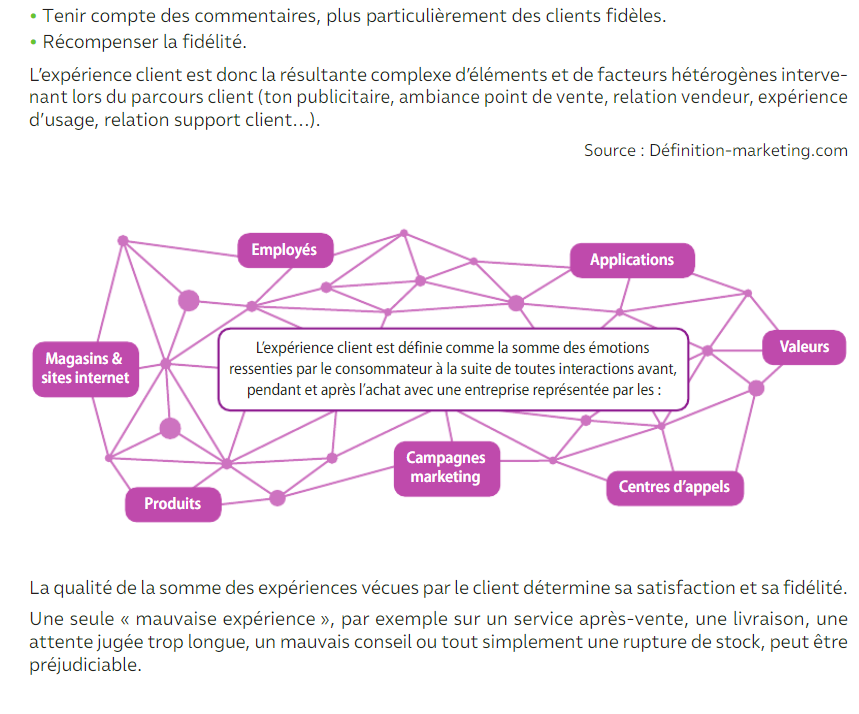 • Tenir compte des commentaires, plus particulièrement des clients fidèles.
• Récompenser la fidélité.
L’expérience client est donc la résultante complexe d’éléments et de facteurs hétérogènes interve-
nant lors du parcours client (ton publicitaire, ambiance point de vente, relation vendeur, expérience
d’usage, relation support client…).
Source : Définition-marketing.com
Employés
Applications
Magasins &
sites internet
L’expérience client est définie comme la somme des émotions
ressenties par le consommateur à la suite de toutes interactions avant,
pendant et après l’achat avec une entreprise représentée par les :
Valeurs
Campagnes
marketing
Produits
Centres d’appels
La qualité de la somme des expériences vécues par le client détermine sa satisfaction et sa fidélité.
Une seule « mauvaise expérience », par exemple sur un service après-vente, une livraison, une
attente jugée trop longue, un mauvais conseil ou tout simplement une rupture de stock, peut être
préjudiciable.